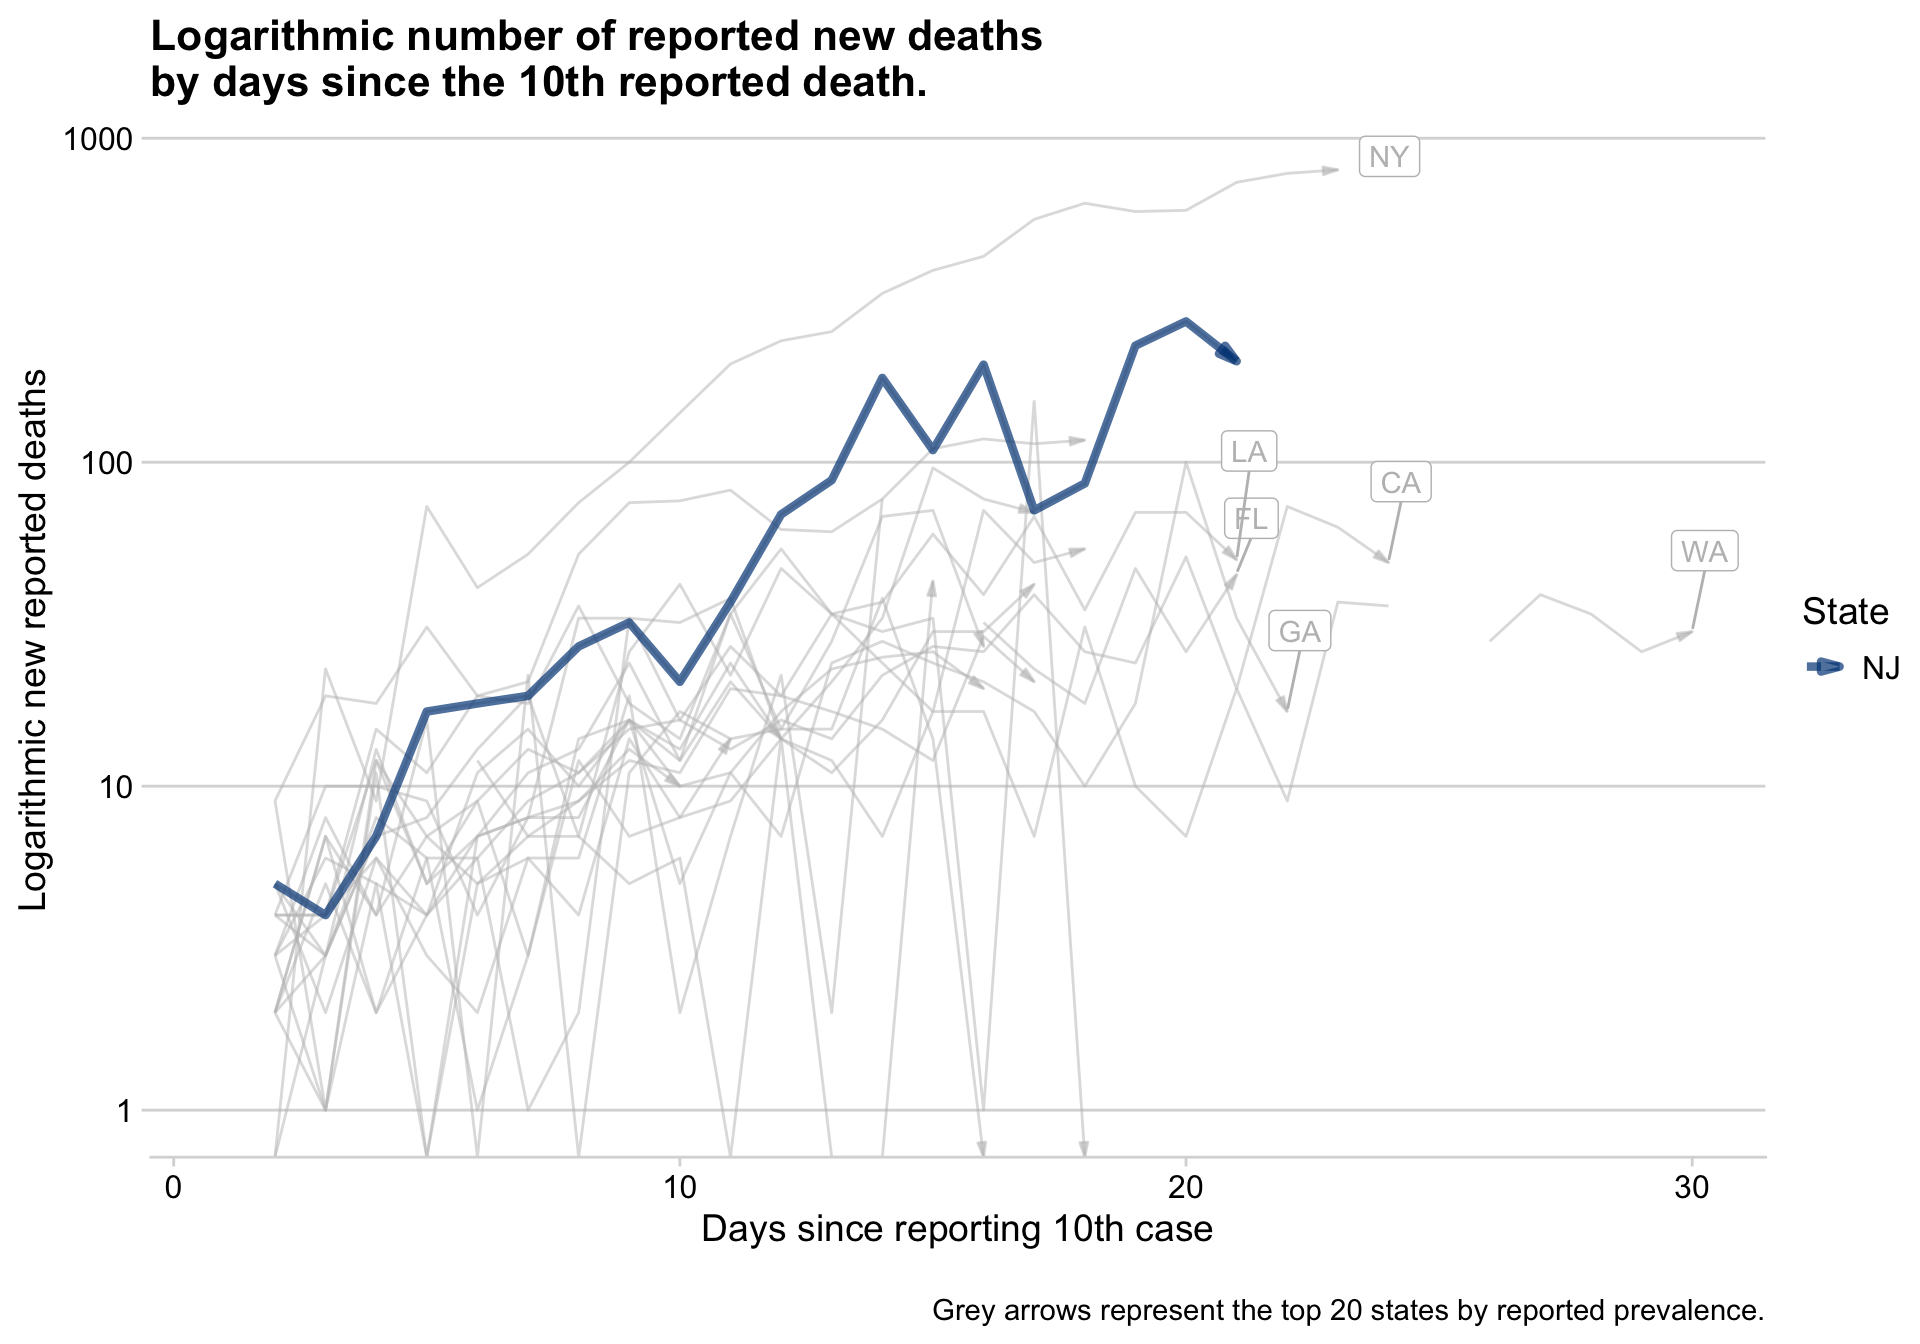 Logarithmic number of reported new deaths
by days since the 10th reported death.
1000
100
10
1
Logarithmic new reported deaths
NY
LA
CA
FL
WA
GA
State
NJ
0
10
20
30
Days since reporting 10th case
Grey arrows represent the top 20 states by reported prevalence.